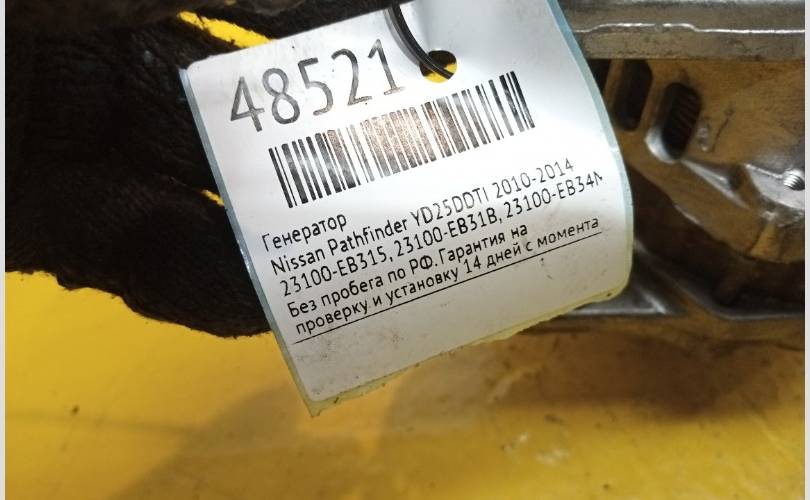 48521
Генератор
Nissan Pathfinder YD25DDTI 2010-2014
23100-EB315, 23100-EB31B, 23100-EB34
Без пробега по РФ.Гарантия на
проверку и установку 14 дней с момента